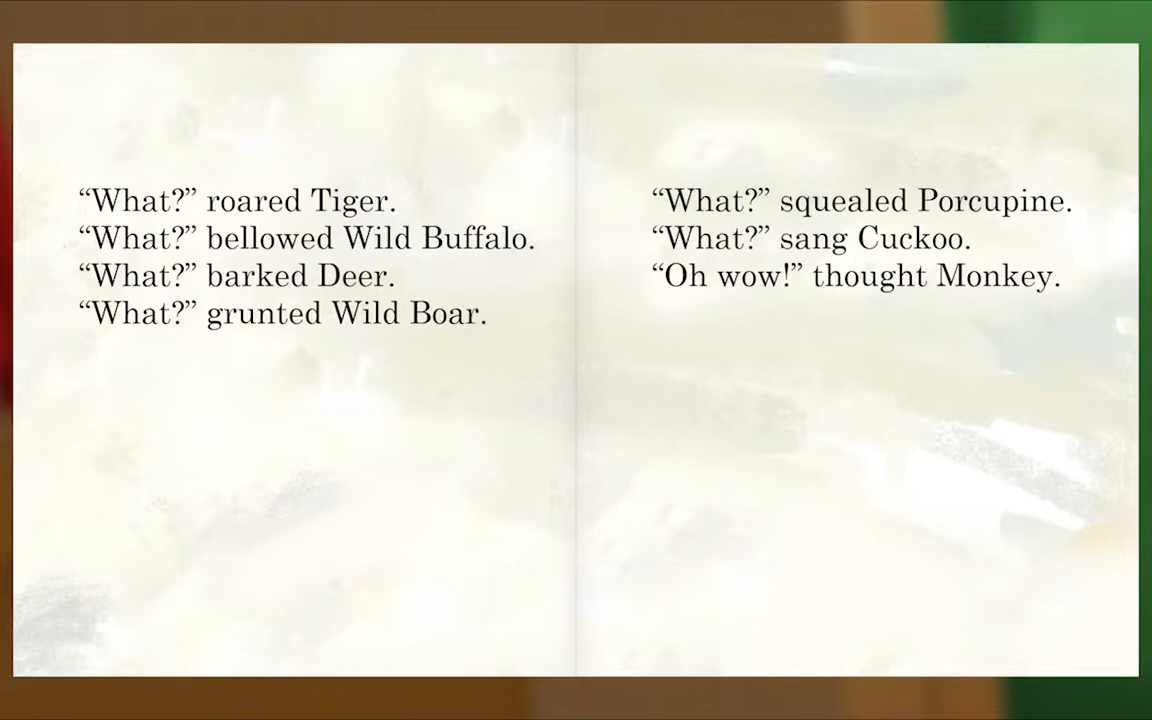 “What?” roared Tiger.
“What?” bellowed Wild Buffalo.
“What?” barked Deer.
“What?” grunted Wild Boar.
“What?” squealed Porcupine.
“What?” sang Cuckoo.
“Oh wow!” thought Monkey.